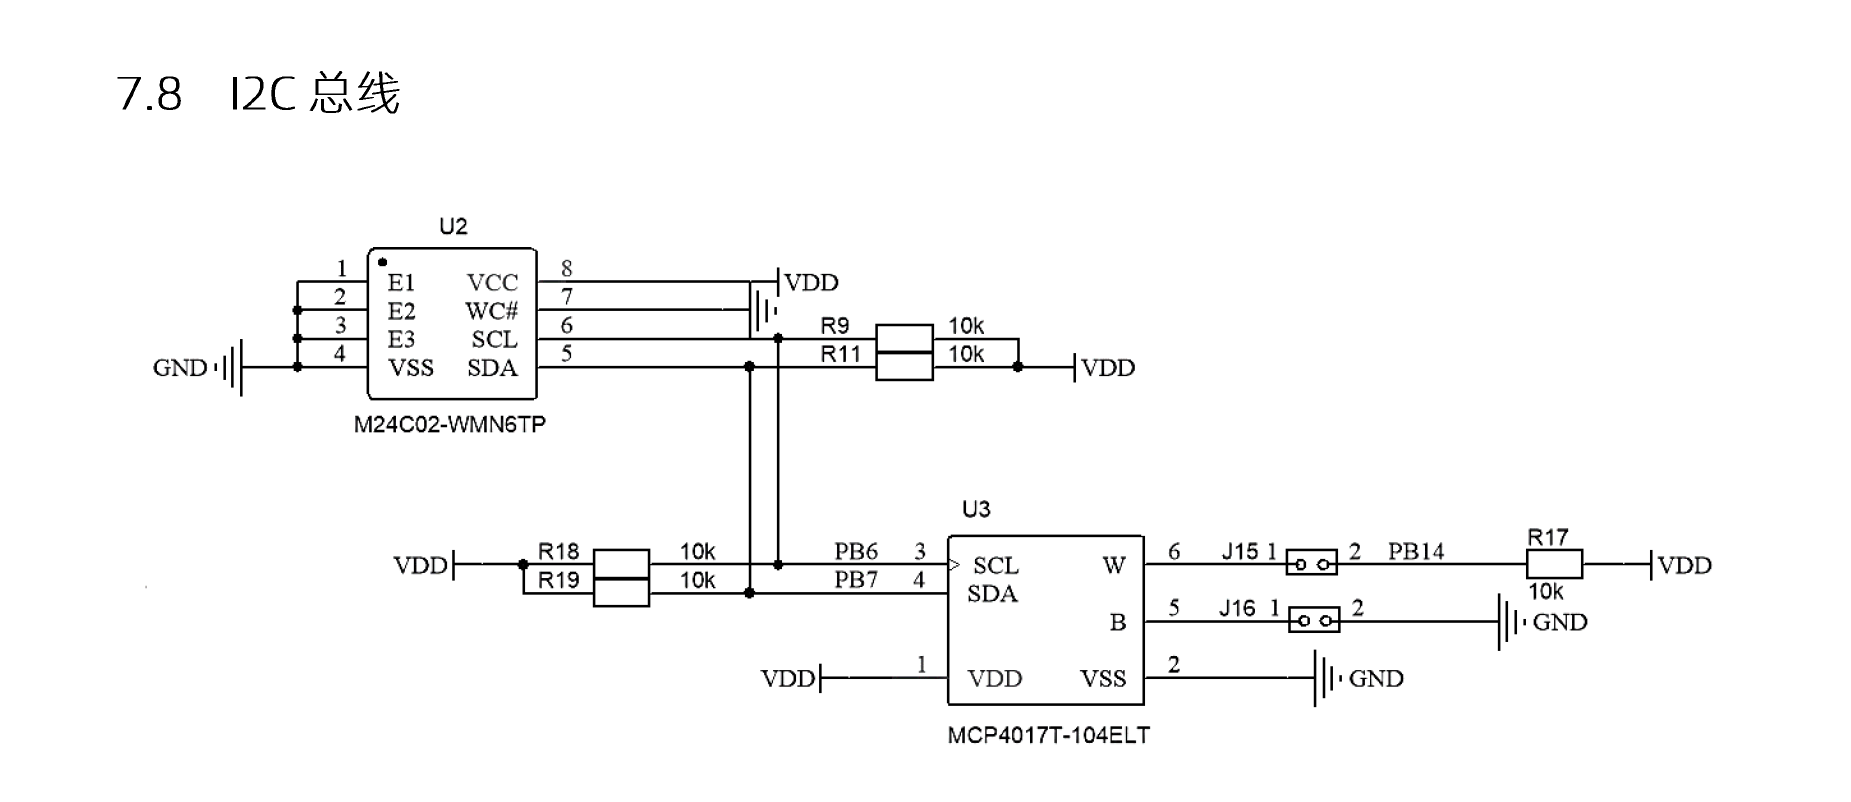 7.8 I2C 总线
U2
1 E1 VCC 8 VDD
2 E2 WC# 7
3 E3 SCL 6 R9 10k
GND 4 VSS SDA 5 R11 10k VDD
M24C02-WMN6TP
U3
VDD R18 10k PB6 3 SCL W 6 J15 1 2 PB14 R17 10k VDD
R19 10k PB7 4 SDA
B 5 J16 1 2 GND
VDD 1 VDD VSS 2 GND
MCP4017T-104ELT